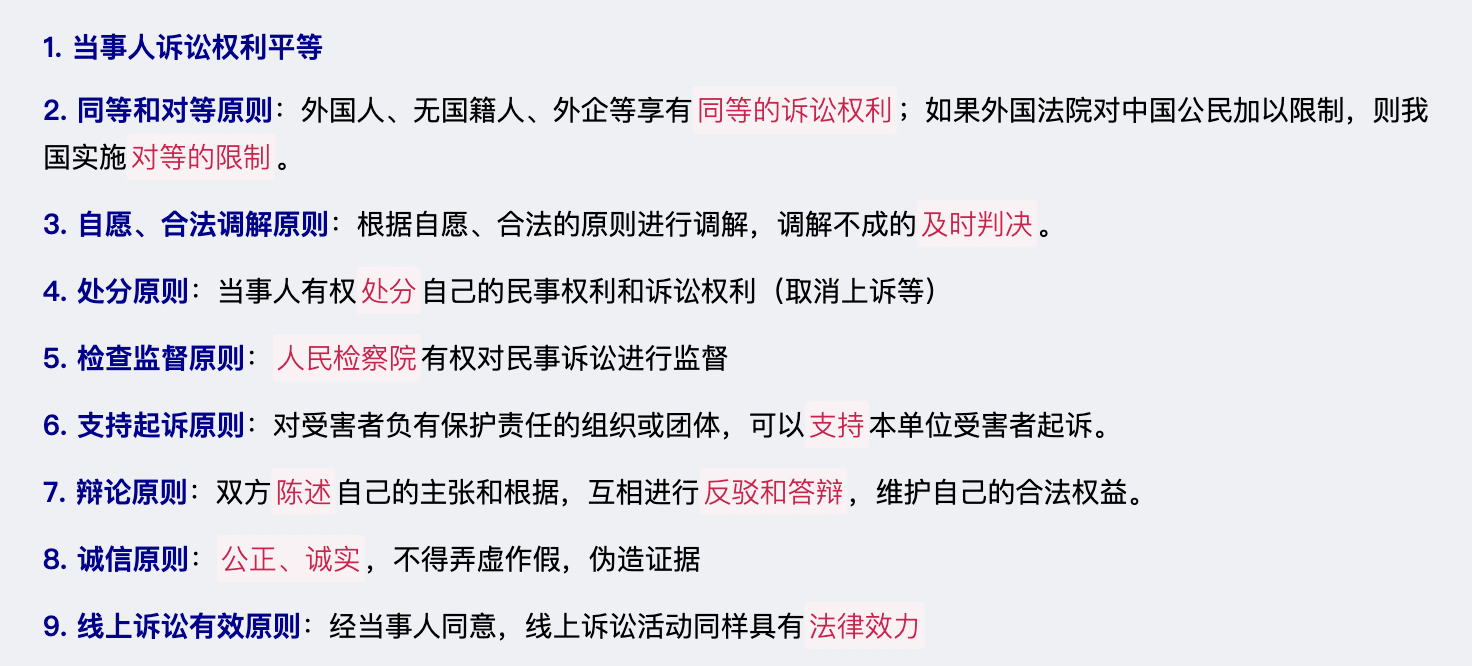 1. 当事人诉讼权利平等
2. 同等和对等原则：外国人、无国籍人、外企等享有同等的诉讼权利；如果外国法院对中国公民加以限制，则我
国实施对等的限制。
3. 自愿、合法调解原则：根据自愿、合法的原则进行调解，调解不成的及时判决。
4. 处分原则：当事人有权处分自己的民事权利和诉讼权利（取消上诉等）
5. 检查监督原则：人民检察院有权对民事诉讼进行监督
6. 支持起诉原则：对受害者负有保护责任的组织或团体，可以支持本单位受害者起诉。
7. 辩论原则：双方陈述自己的主张和根据，互相进行反驳和答辩，维护自己的合法权益。
8. 诚信原则：公正、诚实，不得弄虚作假，伪造证据
9. 线上诉讼有效原则：经当事人同意，线上诉讼活动同样具有法律效力